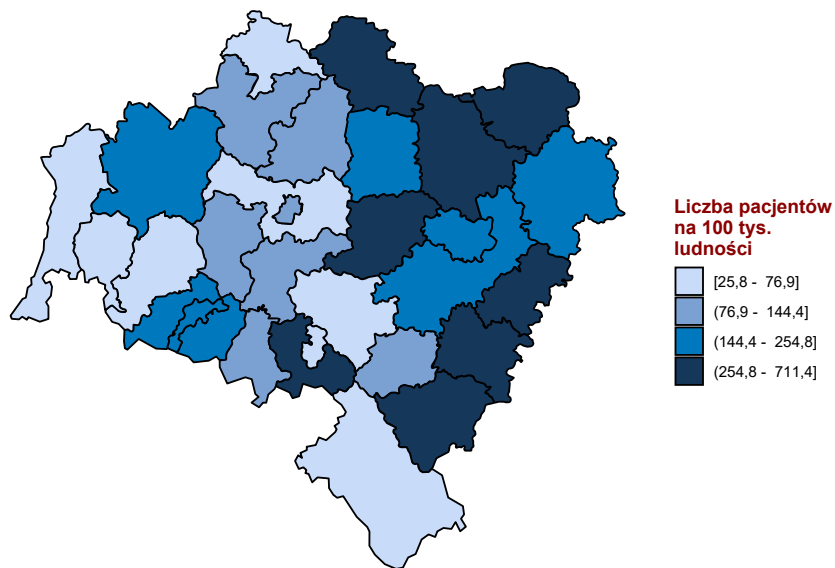 Liczba pacjentów
na 100 tys.
ludności
[25,8 - 76,9]
(76,9 - 144,4]
(144,4 - 254,8]
(254,8 - 711,4]